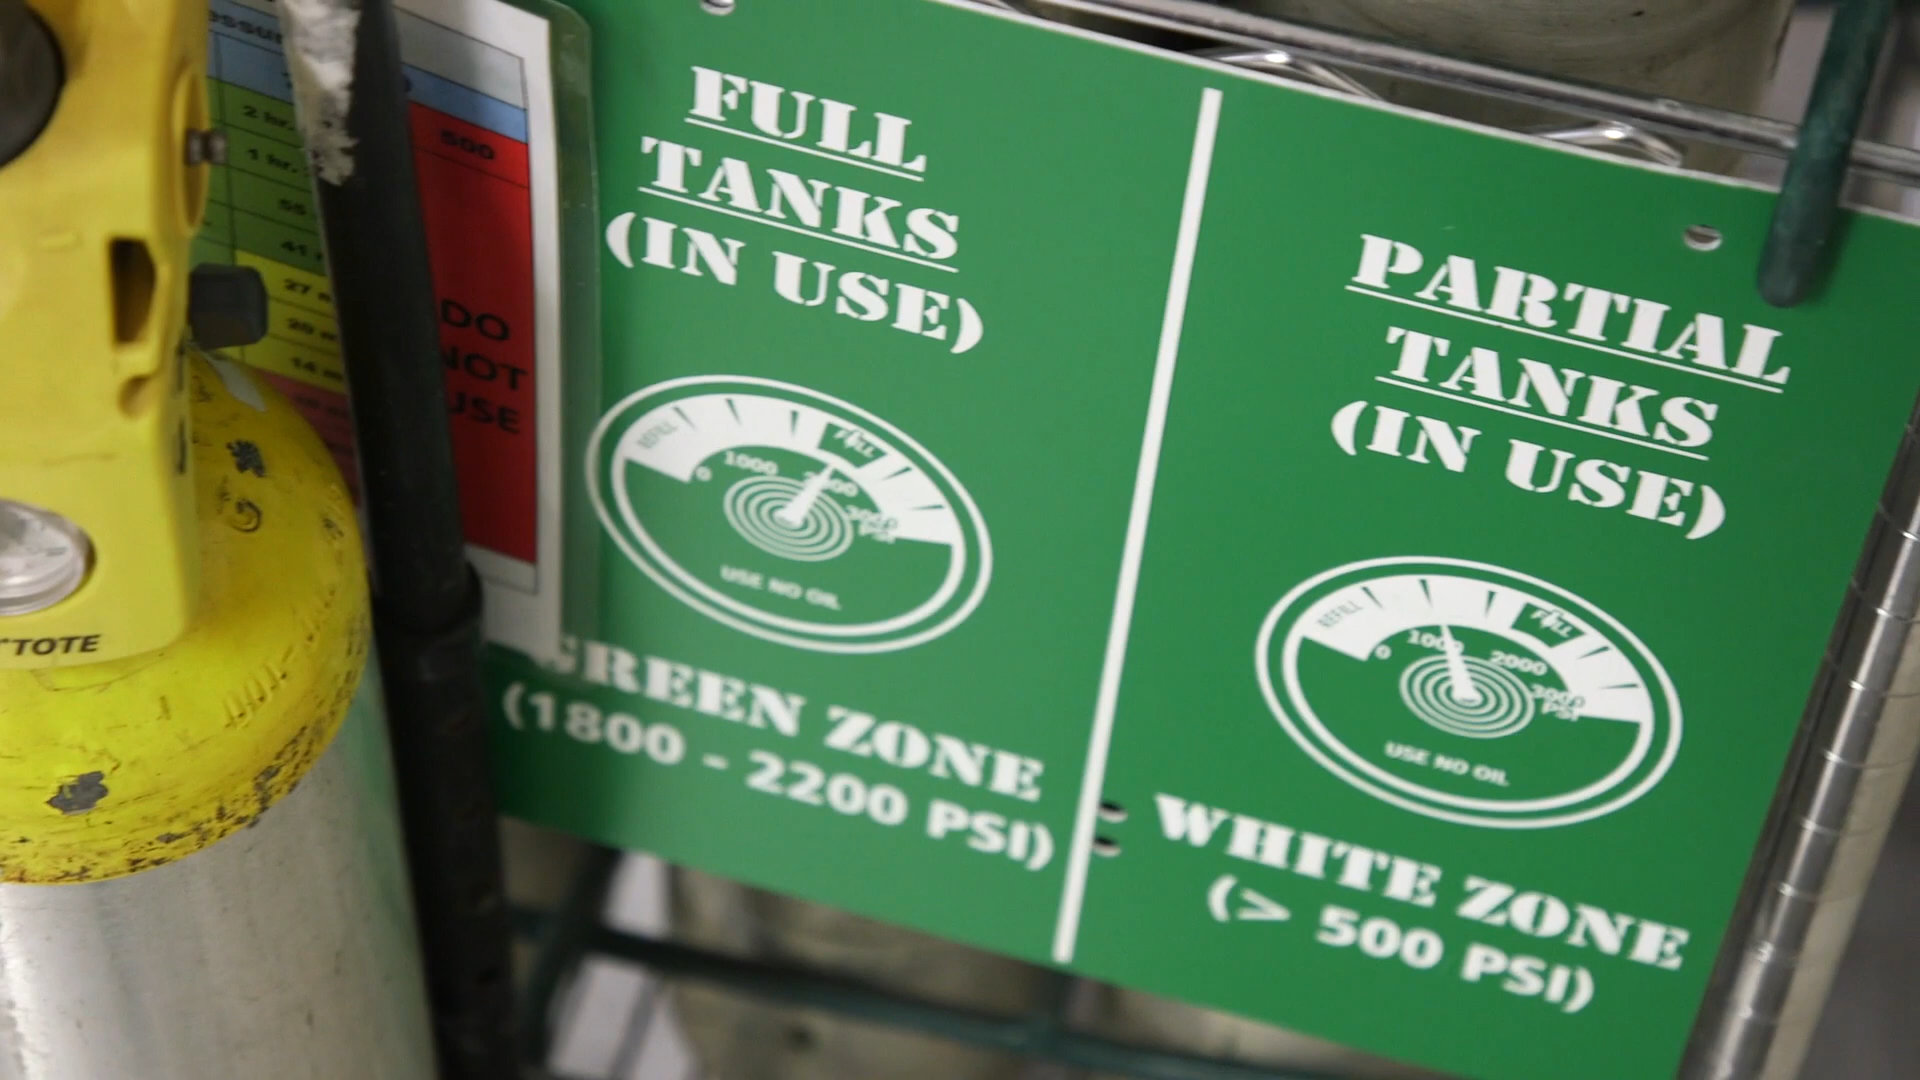 500
DO
NOT
USE
TOTE
FULL
TANKS
(IN USE)
REFILL
FULL
0
1000
3000
PSI
USE NO OIL
GREEN ZONE
(1800 - 2200 PSI)
PARTIAL
TANKS
(IN USE)
REFILL
FULL
0
1000
2000
3000
PSI
USE NO OIL
WHITE ZONE
(> 500 PSI)